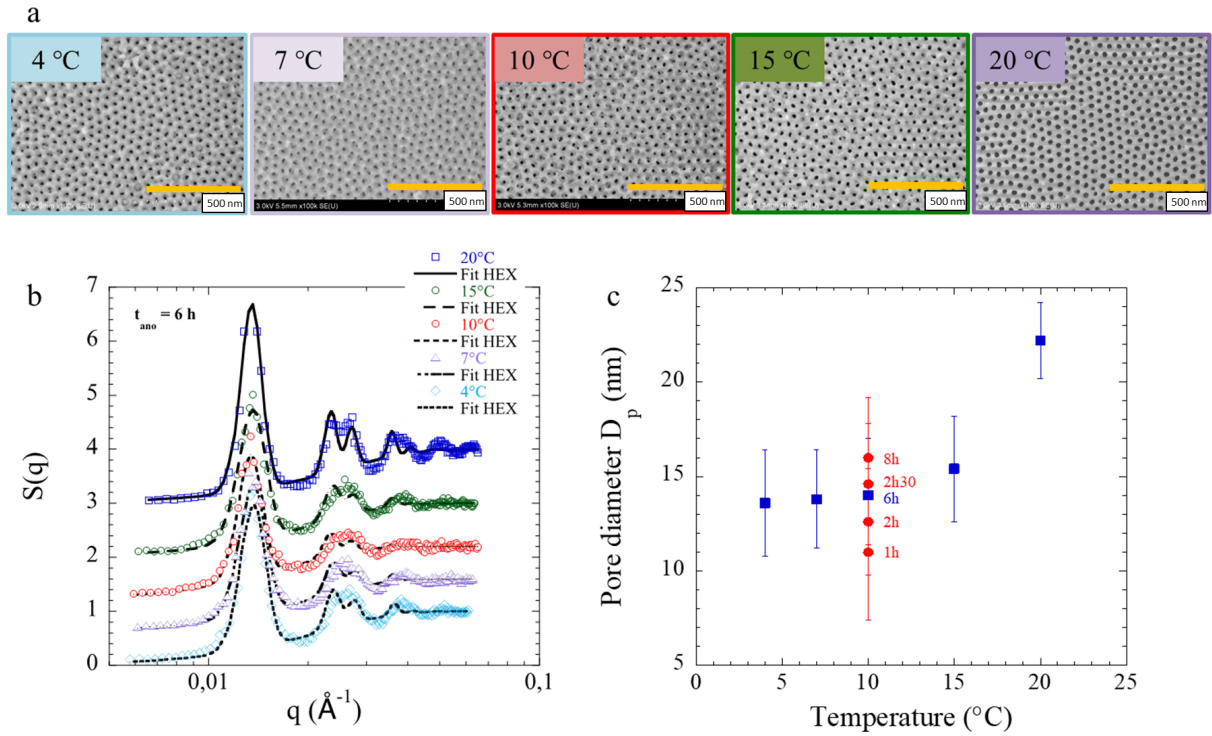 a
4 °C
7 °C
10 °C
15 °C
20 °C
500 nm
3.0kV 5.5mm x100k SE(U)
500 nm
3.0kV 5.3mm x100k SE(U)
500 nm
500 nm
500 nm
b
t ano = 6 h
20°C
Fit HEX
15°C
Fit HEX
10°C
Fit HEX
7°C
Fit HEX
4°C
Fit HEX
7
6
5
4
3
2
1
0
S(q)
0,01
0,1
q (Å-1)
c
25
20
15
10
5
Pore diameter Dp (nm)
8h
2h30
6h
2h
1h
0
5
10
15
20
25
Temperature (°C)